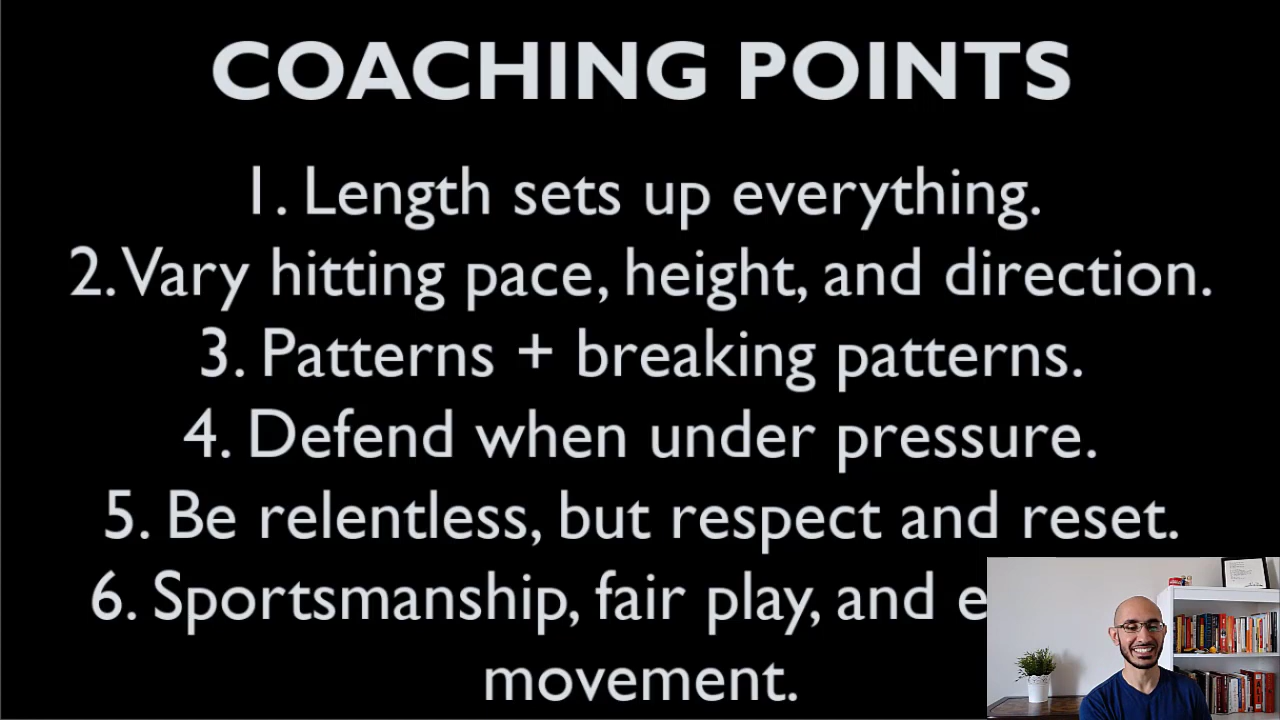 COACHING POINTS
1. Length sets up everything.
2. Vary hitting pace, height, and direction.
3. Patterns + breaking patterns.
4. Defend when under pressure.
5. Be relentless, but respect and reset.
6. Sportsmanship, fair play, and
movement.